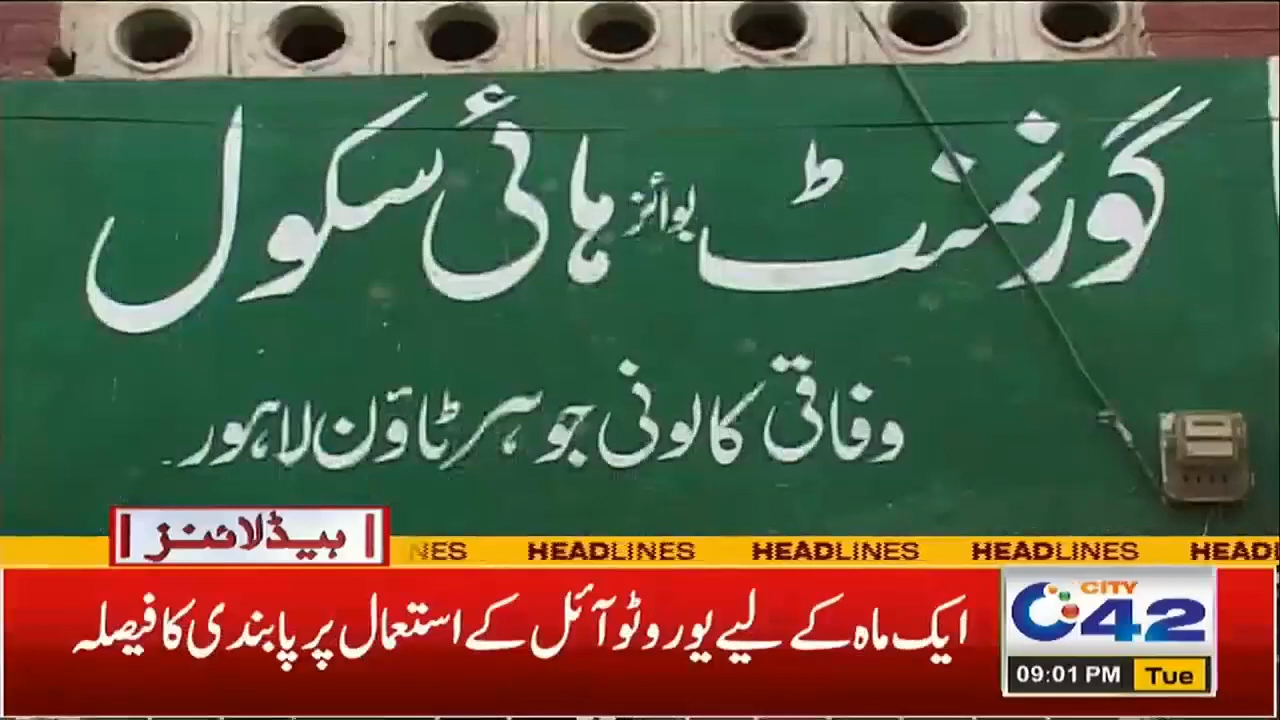 گورنمنٹ بوائز ہائی سکول
وفاقی کالونی جوہر ٹاؤن لاہور
ہیڈلائنز
NES HEADLINES HEADLINES HEADLINES HEAD
ایک ماہ کے لیے یورو ٹو آئل کے استعمال پر پابندی کا فیصلہ
CITY
42
09:01 PM Tue